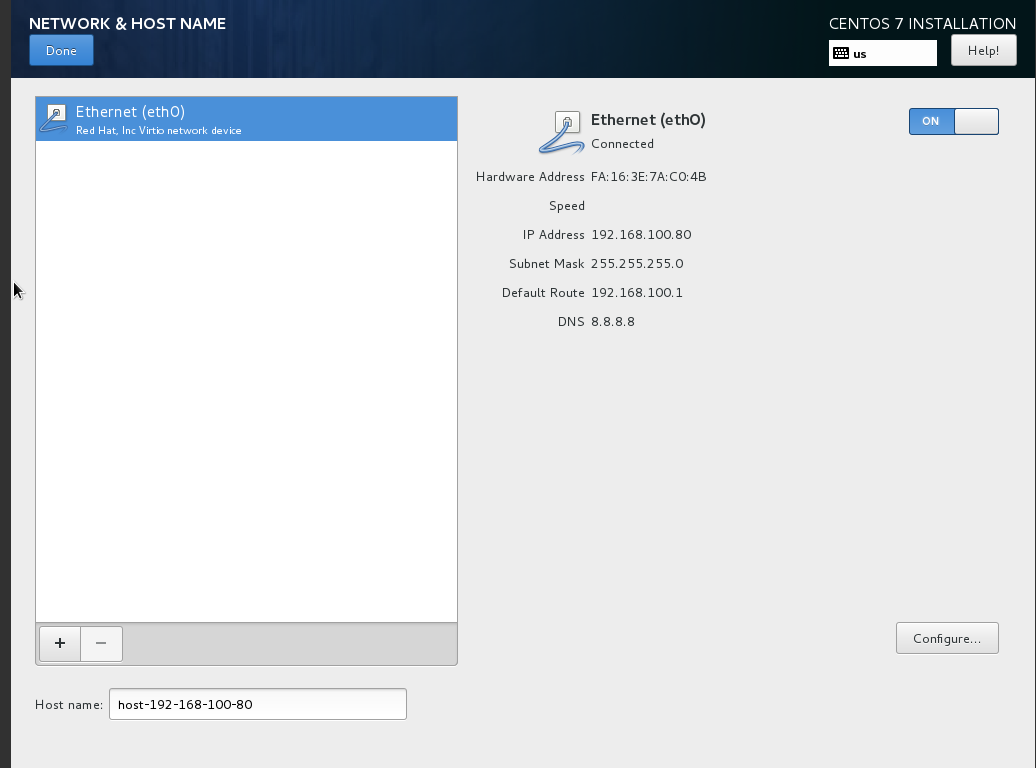 NETWORK & HOST NAME
CENTOS 7 INSTALLATION
Done
us
Help!
Ethernet (eth0)
Red Hat, Inc Virtio network device
Ethernet (eth0)
Connected
ON
Hardware Address FA:16:3E:7A:C0:4B
Speed
IP Address 192.168.100.80
Subnet Mask 255.255.255.0
Default Route 192.168.100.1
DNS 8.8.8.8
+ −
Configure...
Host name: host-192-168-100-80